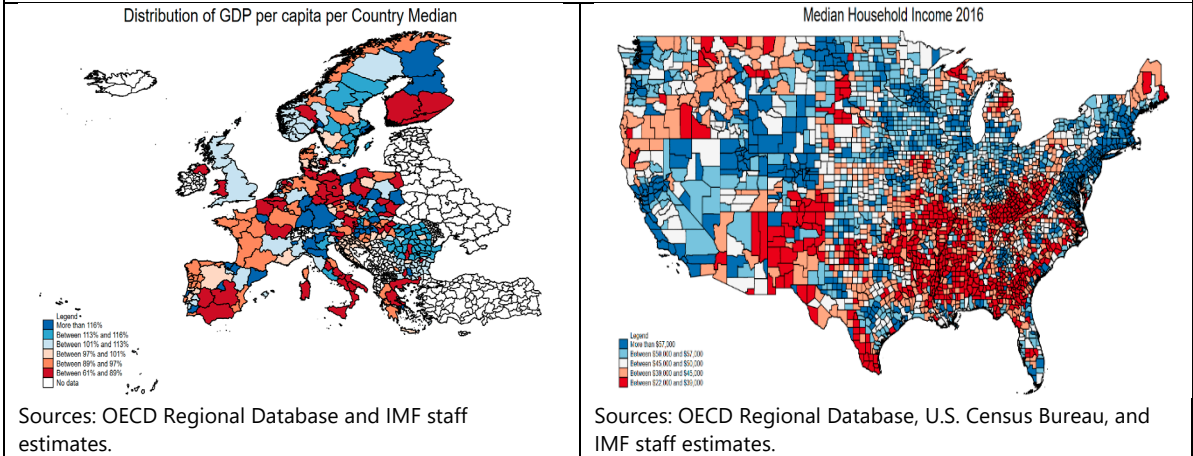 Distribution of GDP per capita per Country Median
Legend
More than 116%
Between 113% and 116%
Between 101% and 113%
Between 97% and 101%
Between 89% and 97%
Between 61% and 89%
No data
Sources: OECD Regional Database and IMF staff
estimates.
Median Household Income 2016
Legend
More than $57,000
Between $50,000 and $57,000
Between $45,000 and $50,000
Between $39,000 and $45,000
Between $22,000 and $39,000
Sources: OECD Regional Database, U.S. Census Bureau, and
IMF staff estimates.